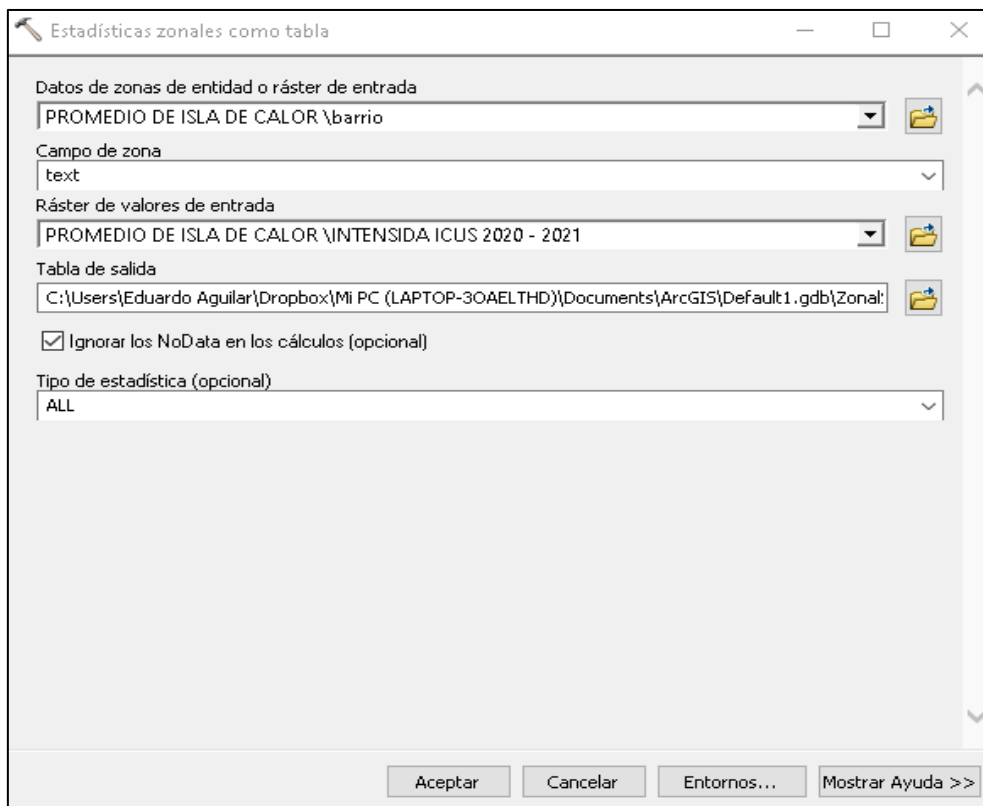 Estadísticas zonales como tabla
Datos de zonas de entidad o ráster de entrada
PROMEDIO DE ISLA DE CALOR \barrio
Campo de zona
text
Ráster de valores de entrada
PROMEDIO DE ISLA DE CALOR \INTENSIDA ICUS 2020 - 2021
Tabla de salida
C:\Users\Eduardo Aguilar\Dropbox\Mi PC (LAPTOP-3OAELTHD)\Documents\ArcGIS\Default1.gdb\Zonal
Ignorar los NoData en los cálculos (opcional)
Tipo de estadística (opcional)
ALL
Aceptar
Cancelar
Entornos...
Mostrar Ayuda >>